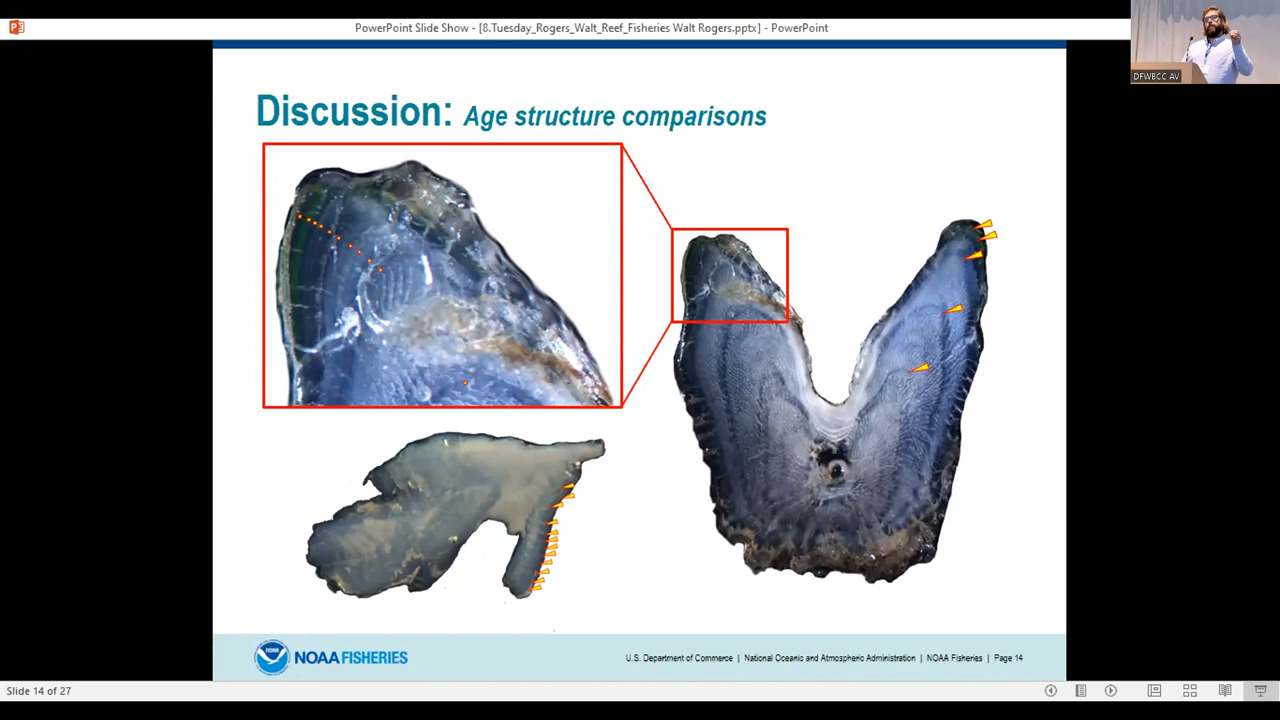 PowerPoint Slide Show - [8.Tuesday_Rogers_Walt_Reef_Fisheries Walt Rogers.pptx] - PowerPoint
DFWBCC AV
Discussion: Age structure comparisons
NOAA FISHERIES
U.S. Department of Commerce | National Oceanic and Atmospheric Administration | NOAA Fisheries | Page 14
Slide 14 of 27